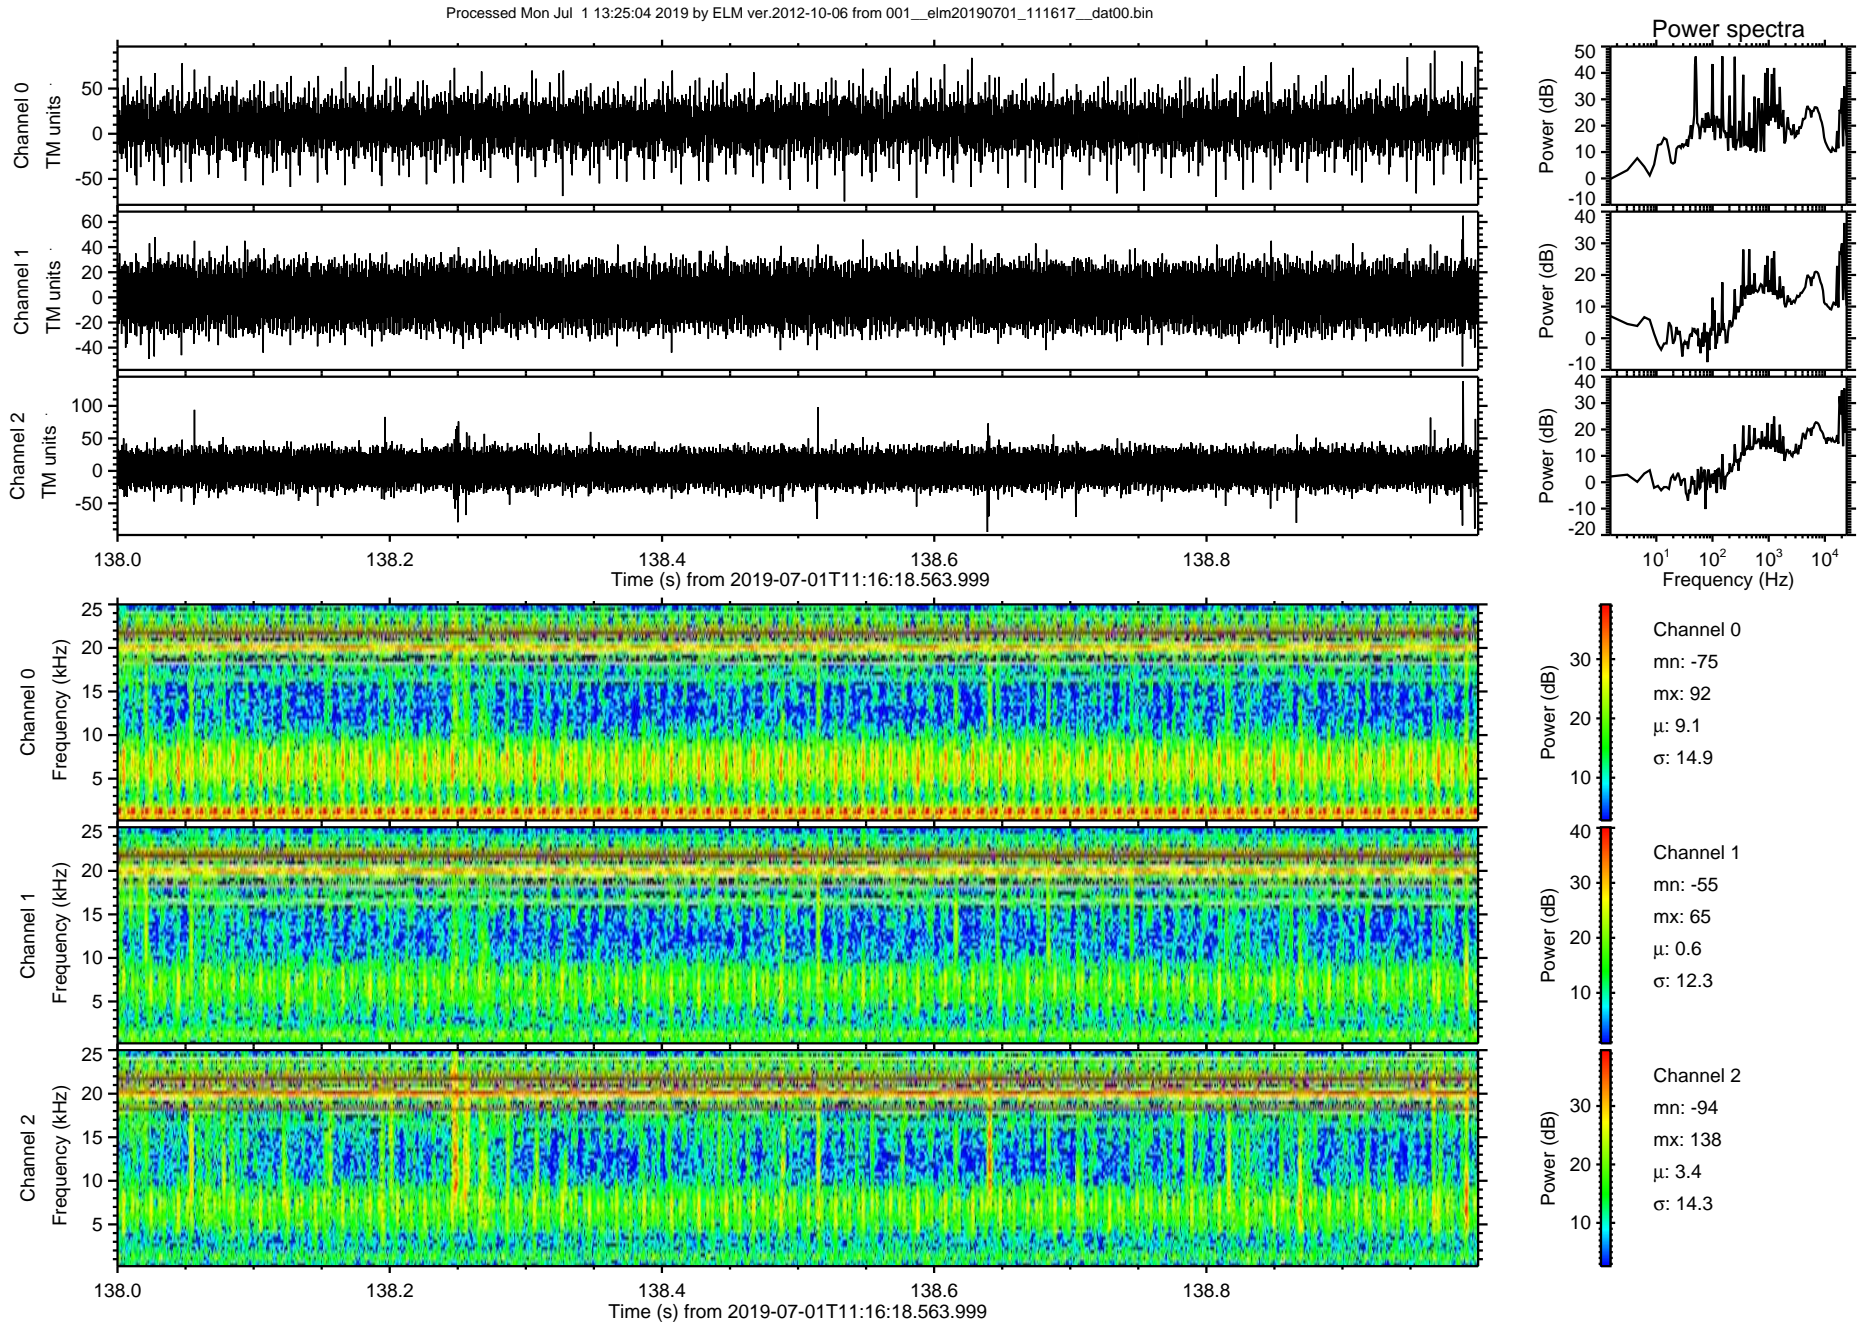 Processed Mon Jul  1 13:25:04 2019 by ELM ver.2012-10-06 from 001__elm20190701_111617__dat00.bin
Power spectra
Channel 0
TM units
50
0
-50
Power (dB)
50
40
30
20
10
0
-10
Channel 1
TM units
60
40
20
0
-20
-40
Power (dB)
40
30
20
10
0
-10
Channel 2
TM units
100
50
0
-50
Power (dB)
40
30
20
10
0
-10
-20
138.0 138.2 138.4 138.6 138.8
Time (s) from 2019-07-01T11:16:18.563.999
10¹ 10² 10³ 10⁴
Frequency (Hz)
Channel 0
Frequency (kHz)
25
20
15
10
5
Power (dB)
30
20
10
Channel 0
mn: -75
mx: 92
µ: 9.1
σ: 14.9
Channel 1
Frequency (kHz)
25
20
15
10
5
Power (dB)
40
30
20
10
Channel 1
mn: -55
mx: 65
µ: 0.6
σ: 12.3
Channel 2
Frequency (kHz)
25
20
15
10
5
Power (dB)
30
20
10
Channel 2
mn: -94
mx: 138
µ: 3.4
σ: 14.3
138.0 138.2 138.4 138.6 138.8
Time (s) from 2019-07-01T11:16:18.563.999